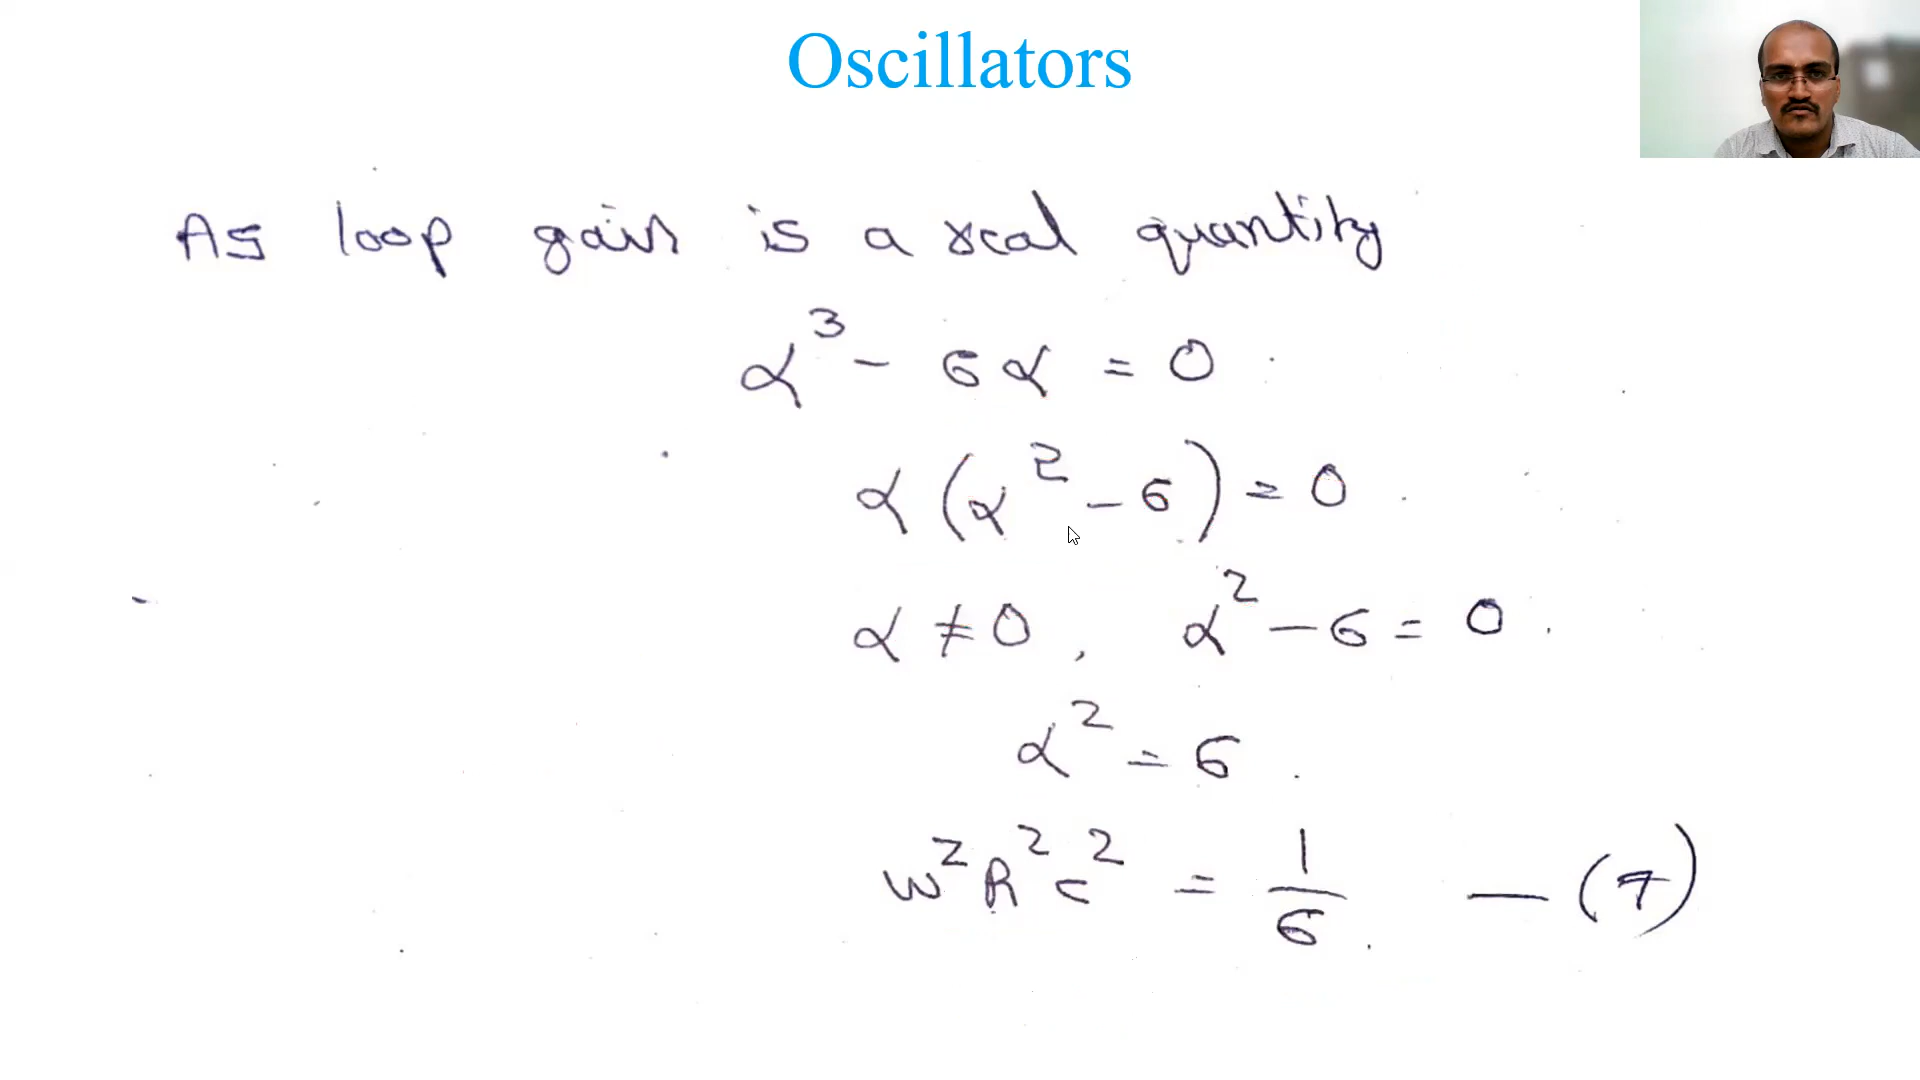 Oscillators
As loop gain is a real quantity
α³ - 6α = 0
α(α² - 6) = 0
α ≠ 0, α² - 6 = 0
α² = 6
w²R²c² = 1/6 — (7)